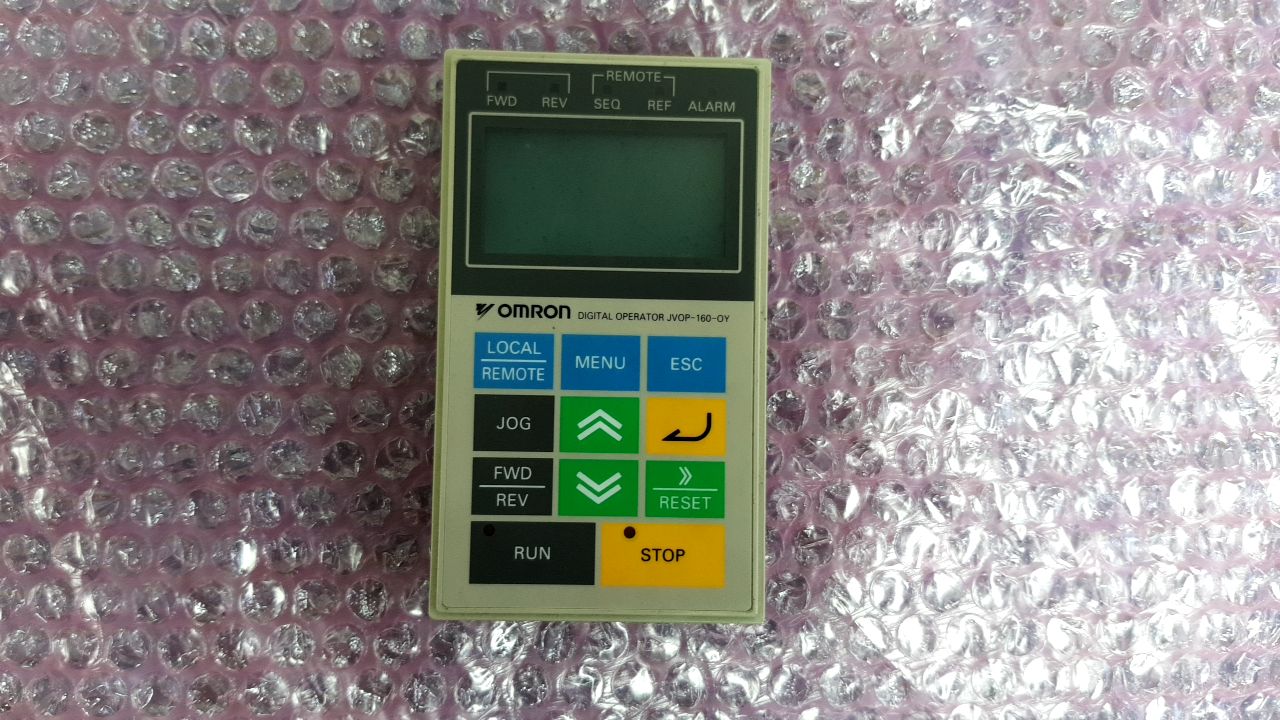 REMOTE
FWD REV SEQ REF ALARM
OMRON DIGITAL OPERATOR JVOP-160-OY
LOCAL
REMOTE
MENU
ESC
JOG
FWD
REV
RESET
RUN
STOP